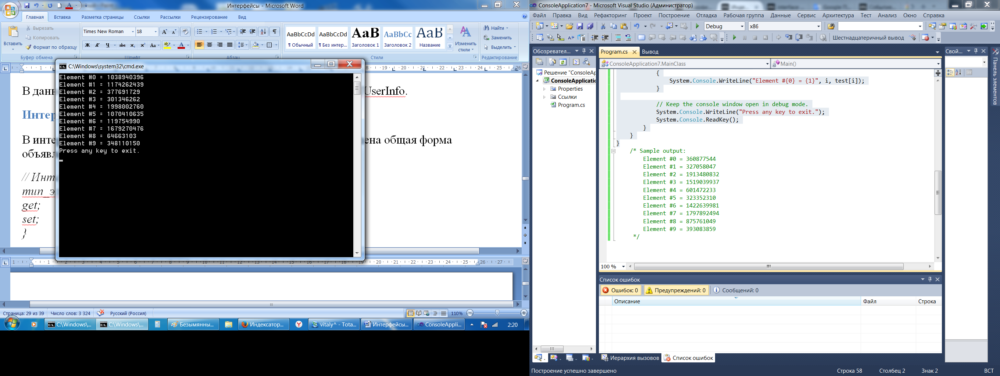 Интерфейсы - Microsoft Word
Главная Вставка Разметка страницы Ссылки Рассылки Рецензирование Вид
Вставить
Вырезать
Копировать
Формат по образцу
Буфер обмена
Times New Roman 18
Ж К Ч abc x₂ x² Aa
Шрифт
Абзац
AaBbCcDd AaBbCcDd AaB AaBbCc AaB
¶ Обычный ¶ Без интер... Заголовок 1 Заголовок 2 Название
Изменить стили
Стили
Найти
Заменить
Выделить
Редактирование
В данн
UserInfo.
Интер
В инте
ена общая форма
объявл
// Инт
тип_э
get;
set;
}
C:\Windows\system32\cmd.exe
Element #0 = 1038940396
Element #1 = 1174262439
Element #2 = 377691729
Element #3 = 301346262
Element #4 = 1998002760
Element #5 = 1070410635
Element #6 = 119754990
Element #7 = 1679270476
Element #8 = 64663103
Element #9 = 348110150
Press any key to exit.
Страница: 29 из 39 Число слов: 3 324 Русский (Россия) 110%
C:\Windows\... C:\Windows\... Безымянны... Индексатор... vitaly^ - Tota... Интерфейсы... ConsoleAppli... 2:20
ConsoleApplication7 - Microsoft Visual Studio (Администратор)
Файл Правка Вид Рефакторинг Проект Построение Отладка Рабочая группа Данные Сервис Архитектура Тест Анализ Окно Справка
Debug x86
Шестнадцатеричный вывод
Обозревател...
Решение "ConsoleAp
ConsoleApplicatio
Properties
Ссылки
Program.cs
Program.cs Вывод
ConsoleApplication7.MainClass Main()
{
System.Console.WriteLine("Element #{0} = {1}", i, test[i]);
}
// Keep the console window open in debug mode.
System.Console.WriteLine("Press any key to exit.");
System.Console.ReadKey();
}
}
}
/* Sample output:
Element #0 = 360877544
Element #1 = 327058047
Element #2 = 1913480832
Element #3 = 1519039937
Element #4 = 601472233
Element #5 = 323352310
Element #6 = 1422639981
Element #7 = 1797892494
Element #8 = 875761049
Element #9 = 393083859
*/
100 %
Список ошибок
Ошибок: 0 Предупреждений: 0 Сообщений: 0
Описание Файл Строка
Иерархия вызовов Список ошибок
Свой...
Панель элементов
Построение успешно завершено Строка 58 Столбец 2 Знак 2 ВСТ